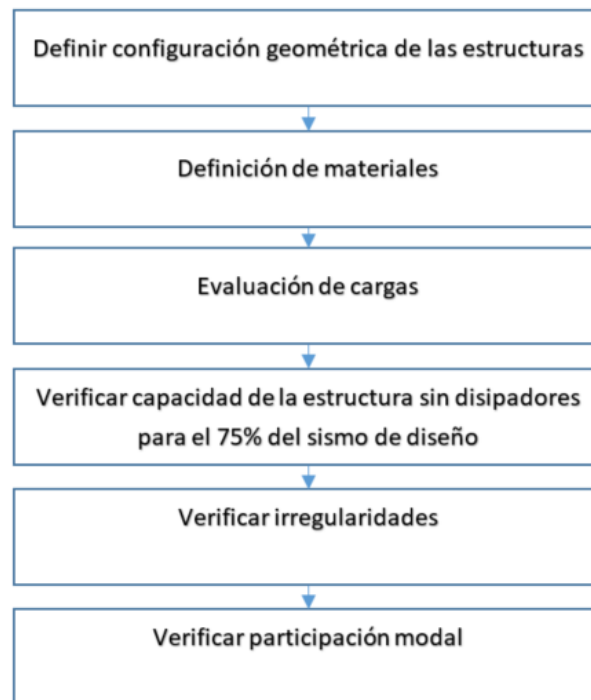 Definir configuración geométrica de las estructuras
Definición de materiales
Evaluación de cargas
Verificar capacidad de la estructura sin disipadores
para el 75% del sismo de diseño
Verificar irregularidades
Verificar participación modal